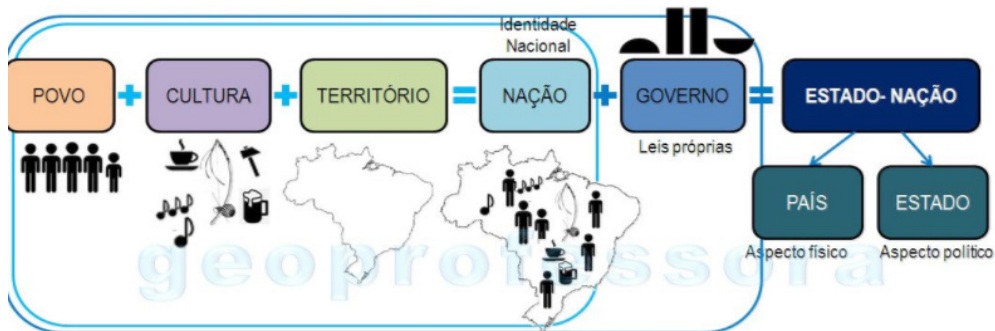 Identidade
Nacional
POVO + CULTURA + TERRITÓRIO = NAÇÃO + GOVERNO = ESTADO- NAÇÃO
Leis próprias
PAÍS ESTADO
Aspecto físico Aspecto político
geoprofessora